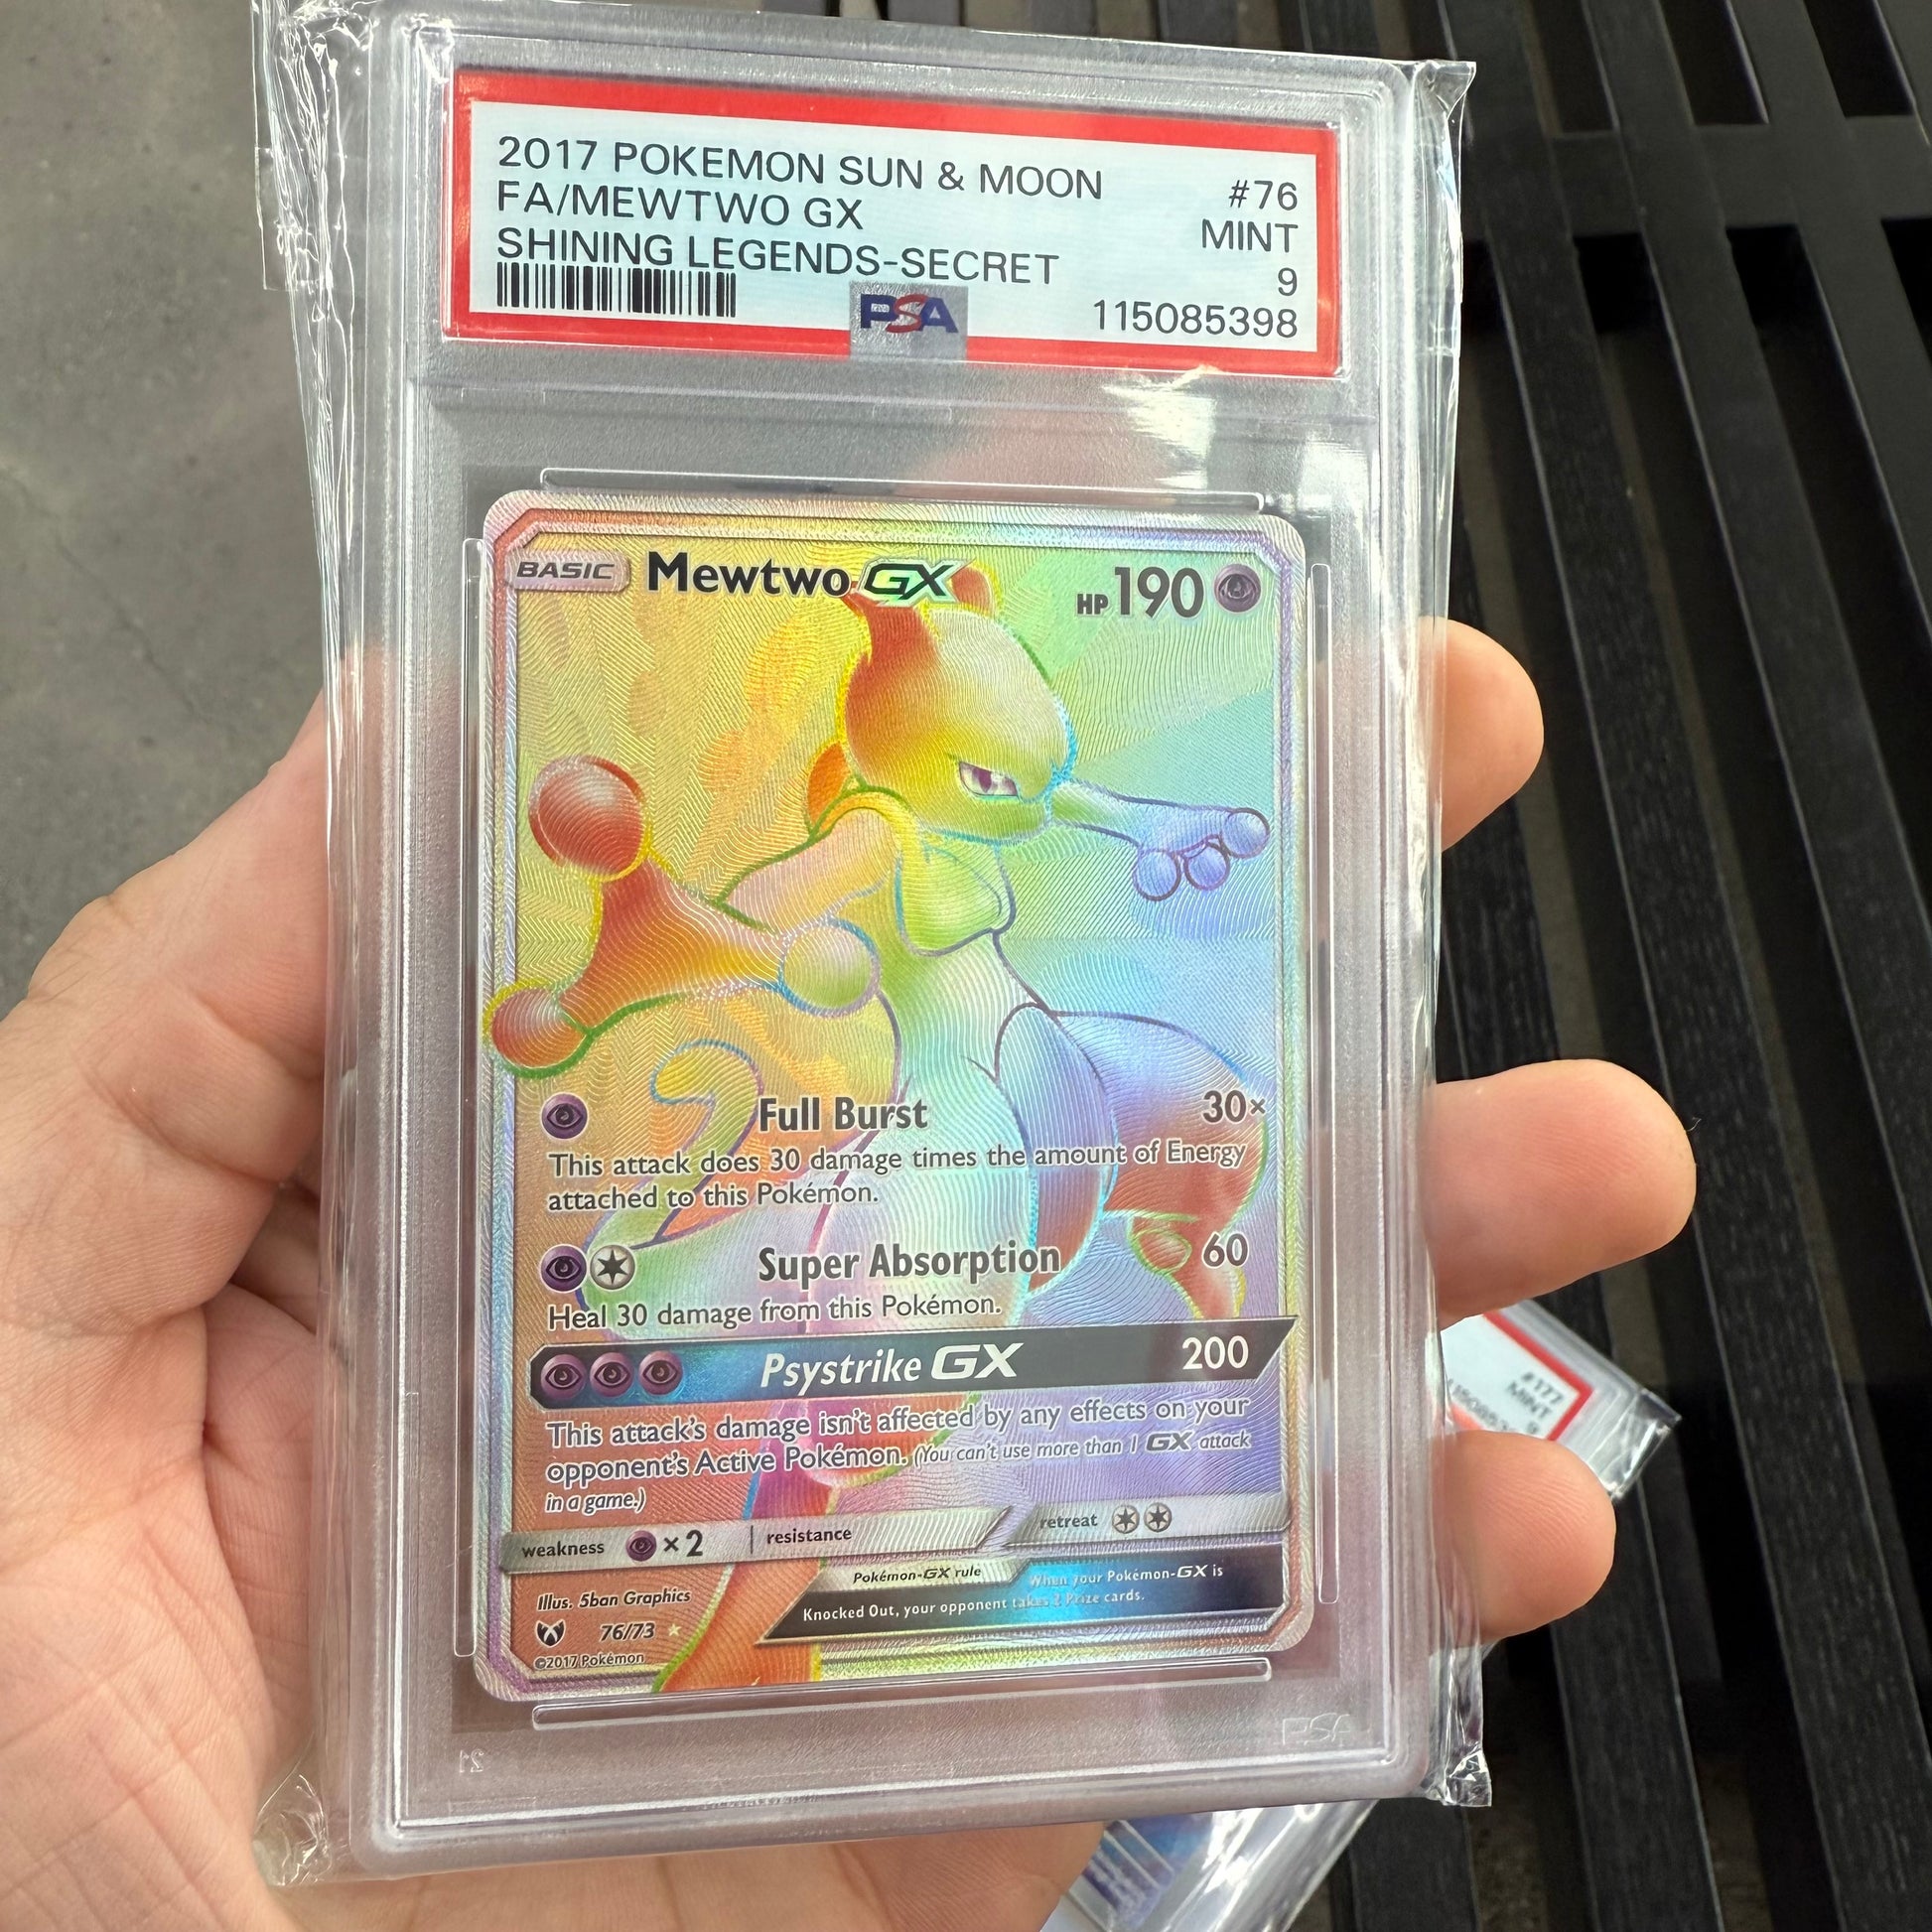 2017 POKEMON SUN & MOON #76
FA/MEWTWO GX MINT
SHINING LEGENDS-SECRET 9
PSA 115085398
BASIC Mewtwo GX HP 190
Full Burst 30×
This attack does 30 damage times the amount of Energy
attached to this Pokémon.
Super Absorption 60
Heal 30 damage from this Pokémon.
Psystrike GX 200
This attack's damage isn't affected by any effects on your
opponent's Active Pokémon. (You can't use more than 1 GX attack
in a game.)
weakness ×2 resistance retreat
Pokémon-GX rule When your Pokémon-GX is
Knocked Out, your opponent takes 2 Prize cards.
Illus. 5ban Graphics
76/73
©2017 Pokémon
PSA
21
#177
MINT
9